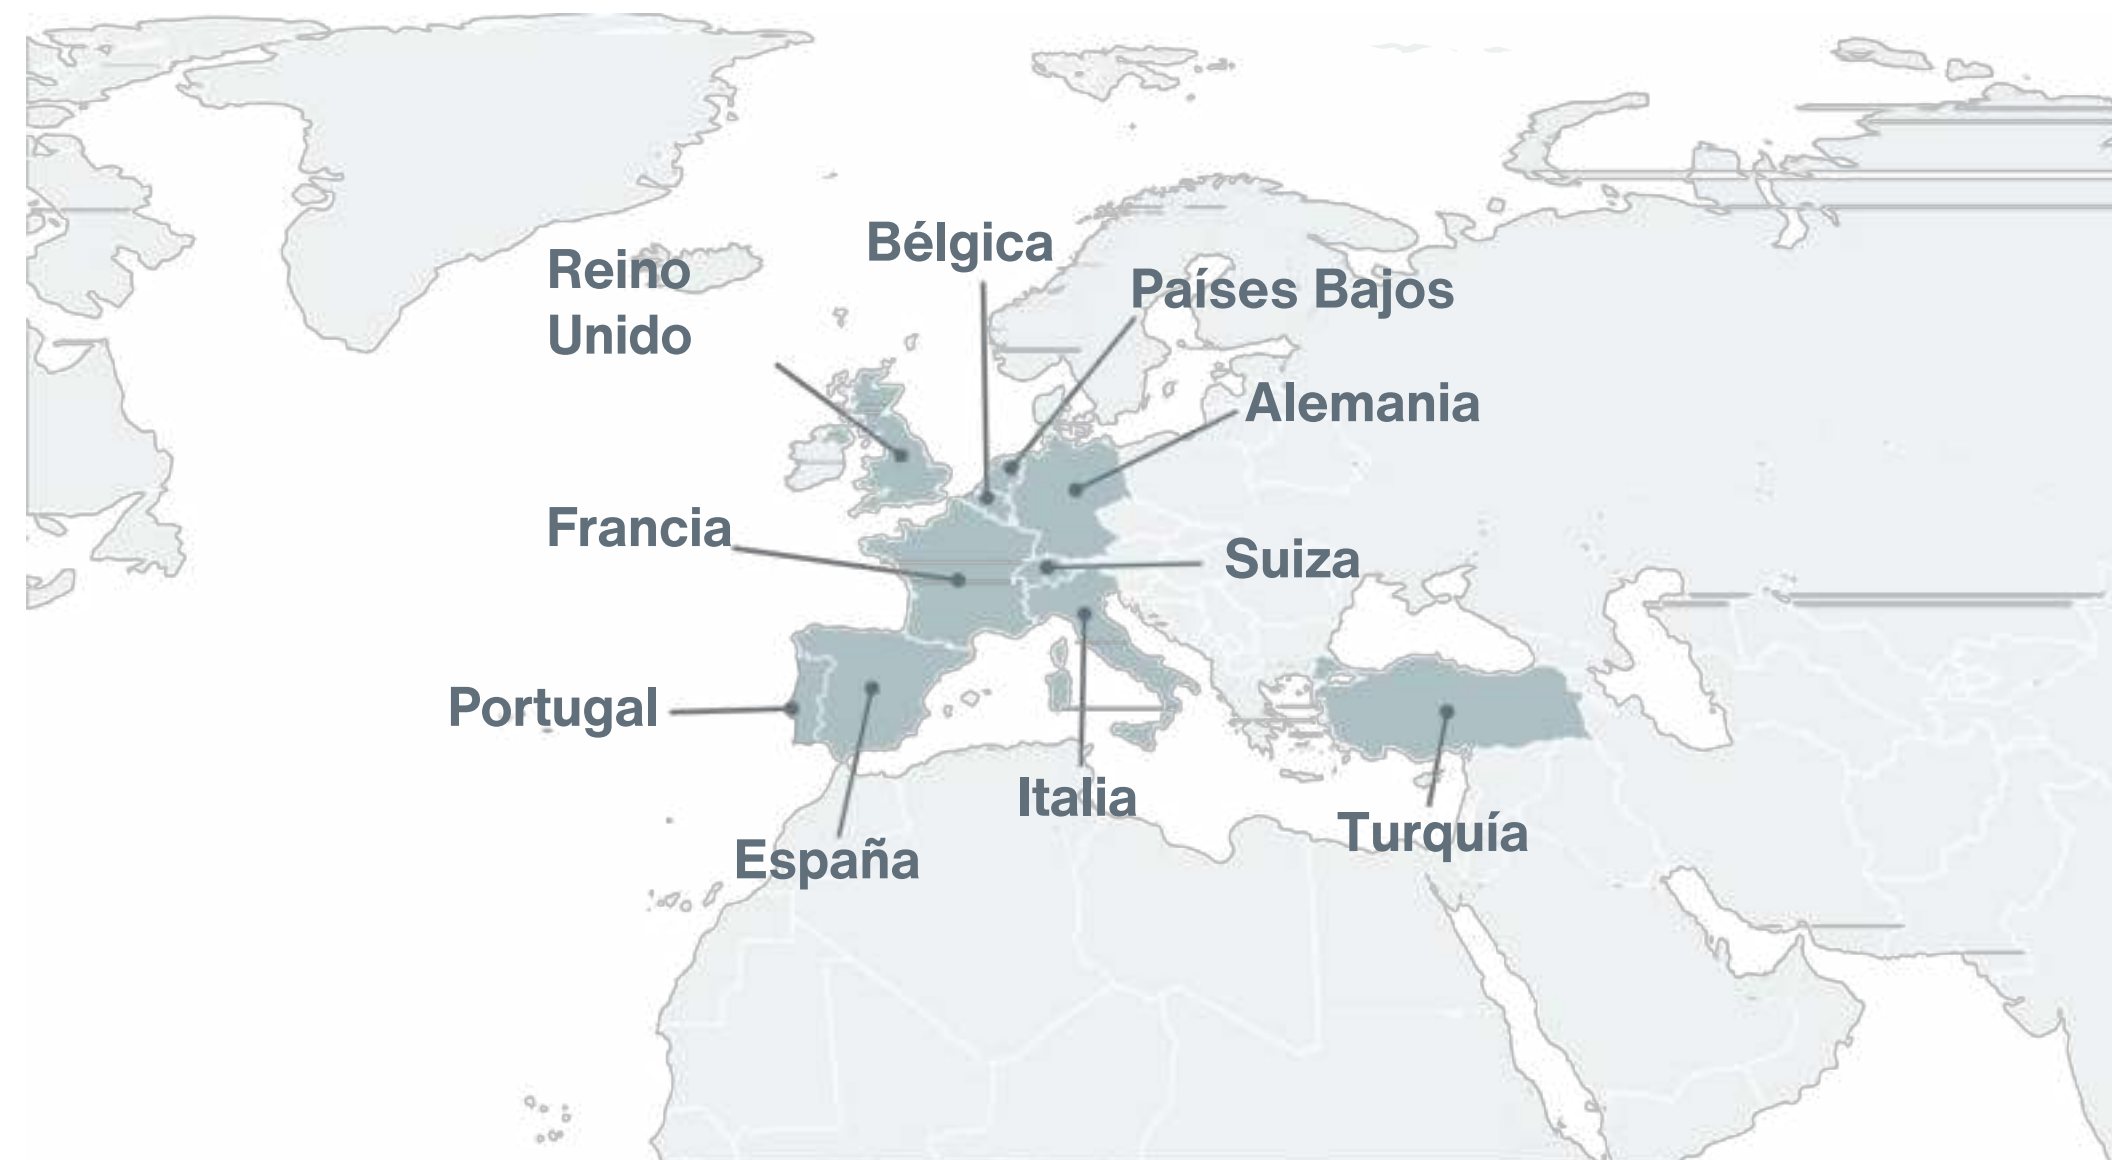 Bélgica
Reino
Unido
Países Bajos
Alemania
Francia
Suiza
Portugal
Italia
Turquía
España